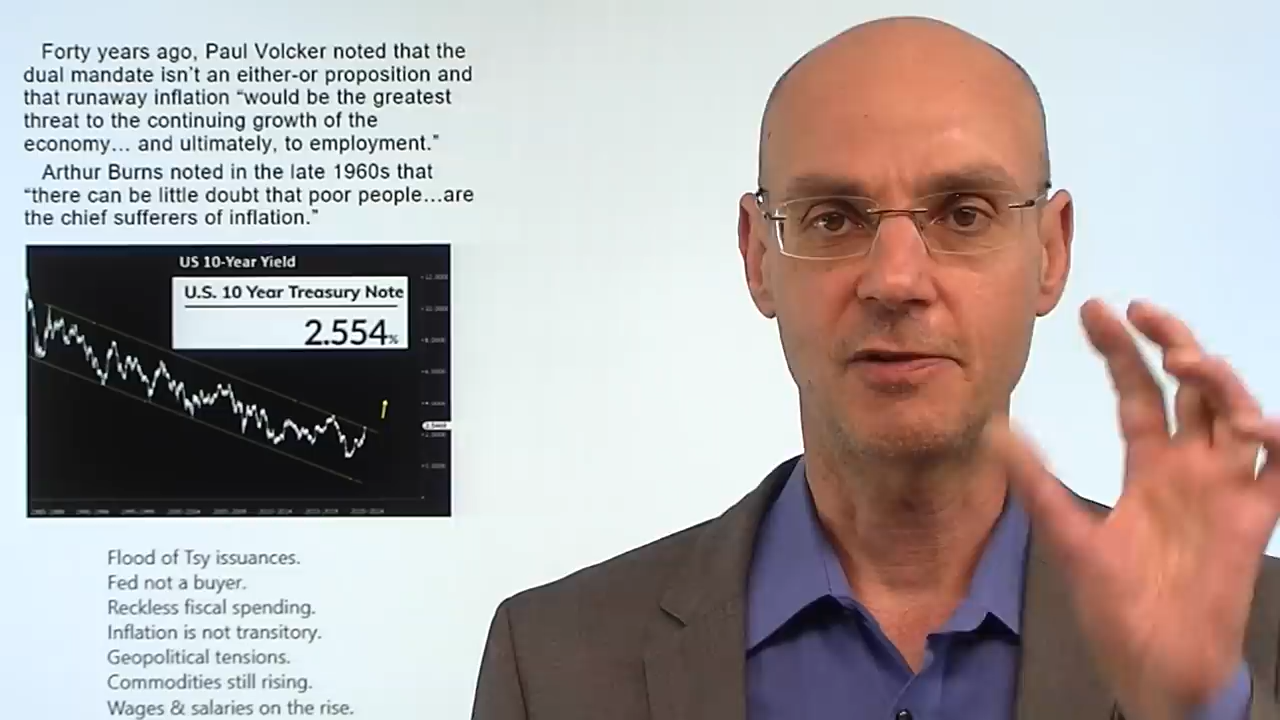 Forty years ago, Paul Volcker noted that the
dual mandate isn't an either-or proposition and
that runaway inflation “would be the greatest
threat to the continuing growth of the
economy… and ultimately, to employment.”
Arthur Burns noted in the late 1960s that
“there can be little doubt that poor people…are
the chief sufferers of inflation.”
US 10-Year Yield
U.S. 10 Year Treasury Note
2.554%
Flood of Tsy issuances.
Fed not a buyer.
Reckless fiscal spending.
Inflation is not transitory.
Geopolitical tensions.
Commodities still rising.
Wages & salaries on the rise.